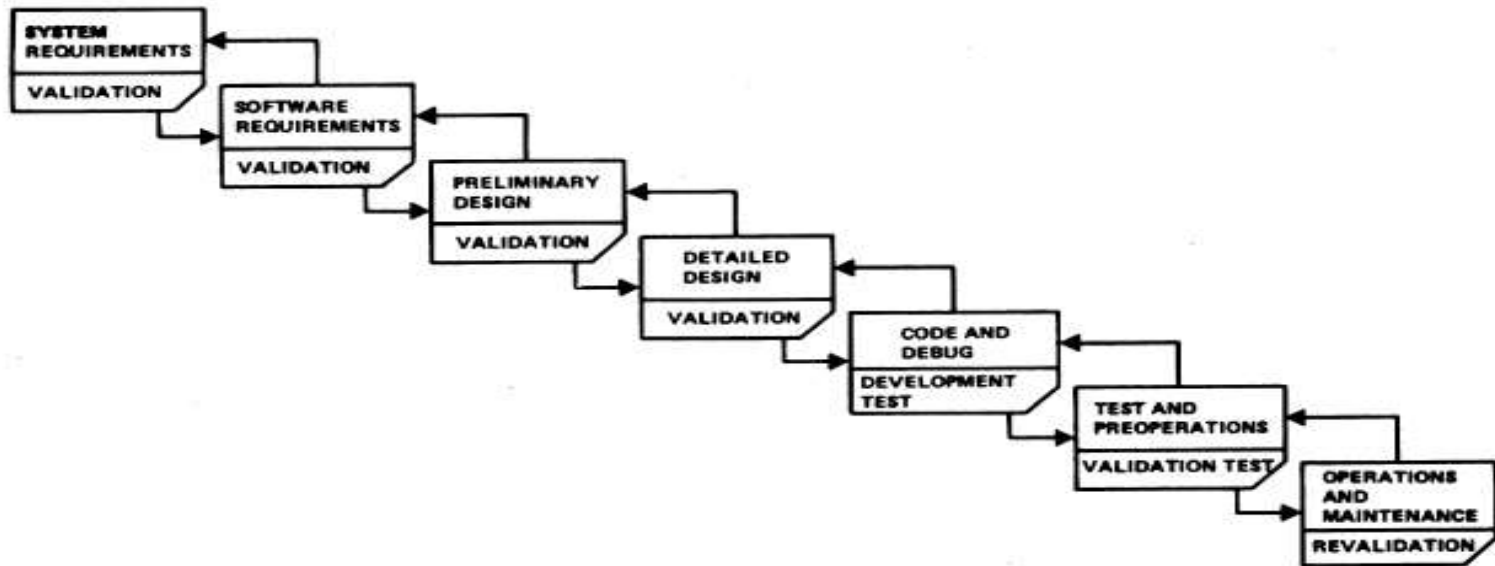 SYSTEM
REQUIREMENTS
VALIDATION
SOFTWARE
REQUIREMENTS
VALIDATION
PRELIMINARY
DESIGN
VALIDATION
DETAILED
DESIGN
VALIDATION
CODE AND
DEBUG
DEVELOPMENT
TEST
TEST AND
PREOPERATIONS
VALIDATION TEST
OPERATIONS
AND
MAINTENANCE
REVALIDATION